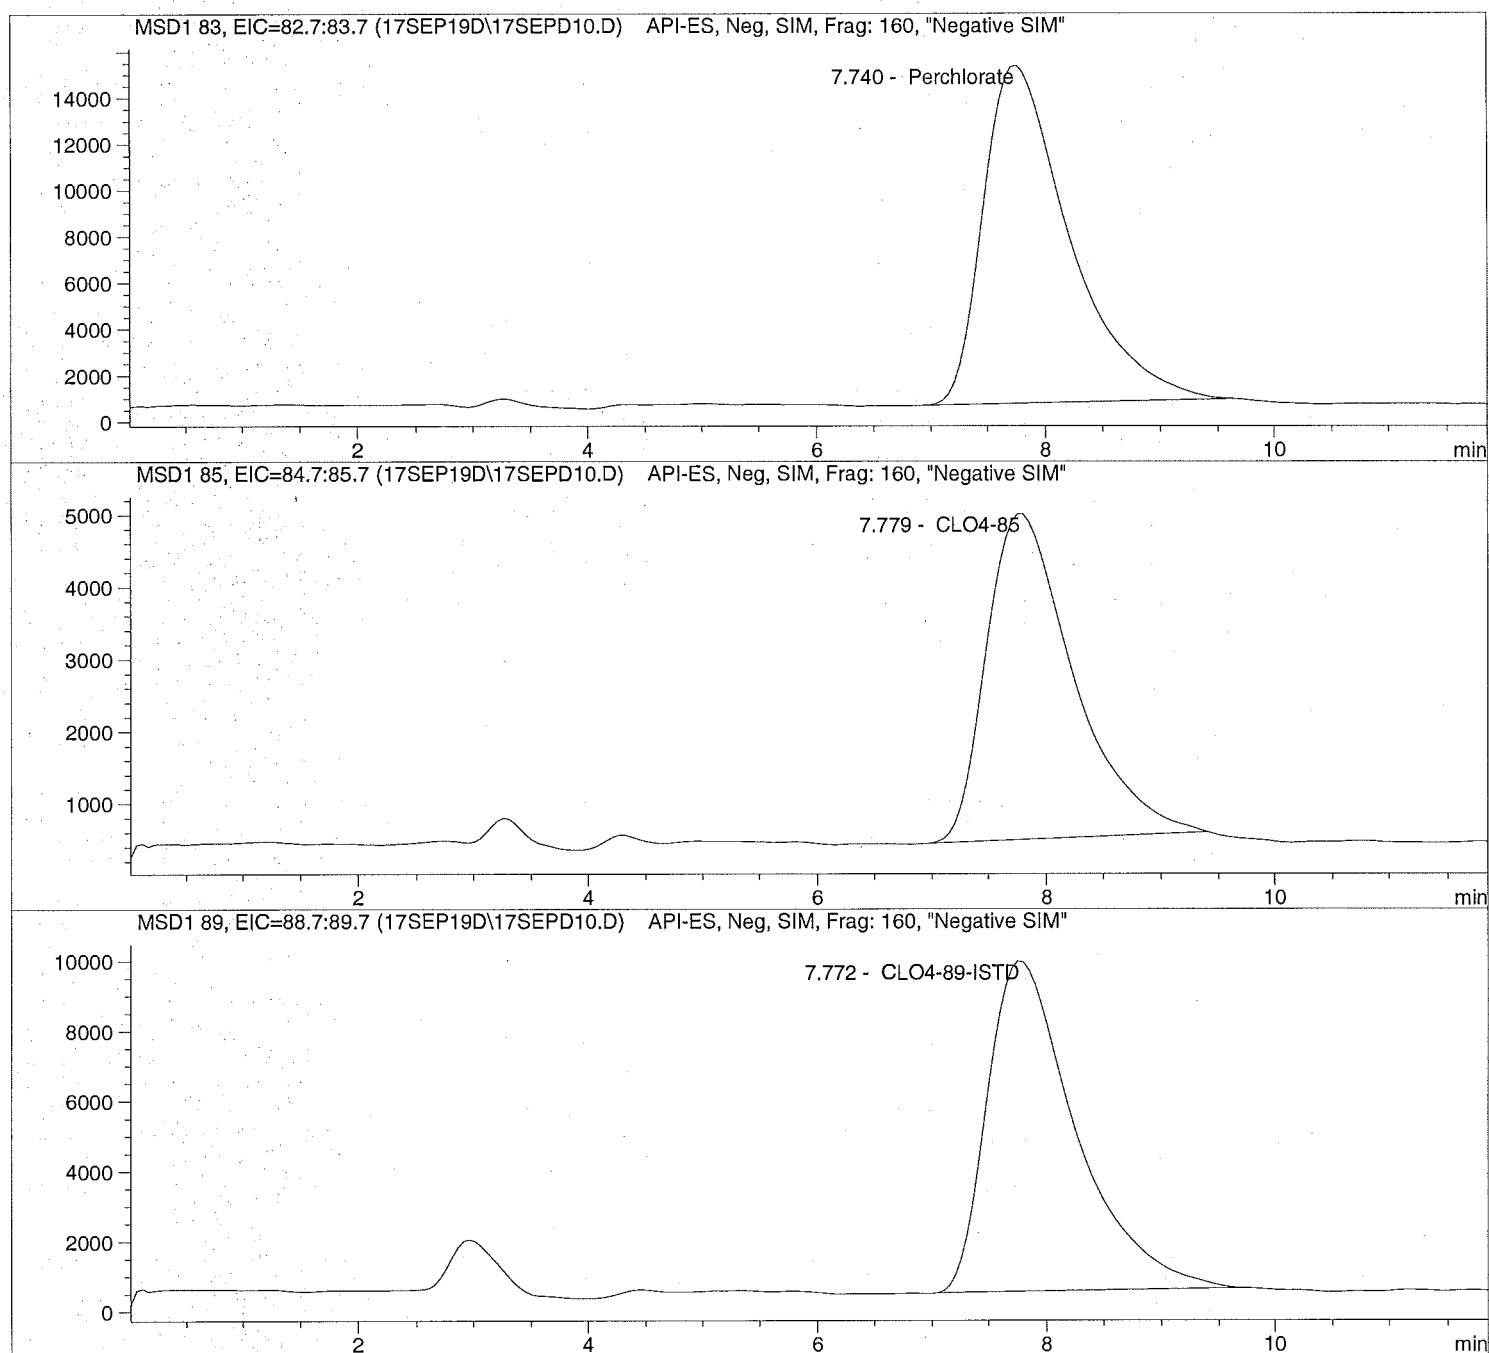 MSD1 83, EIC=82.7:83.7 (17SEP19D\17SEPD10.D) API-ES, Neg, SIM, Frag: 160, "Negative SIM"
7.740 - Perchlorate
14000
12000
10000
8000
6000
4000
2000
0
2 4 6 8 10 min
MSD1 85, EIC=84.7:85.7 (17SEP19D\17SEPD10.D) API-ES, Neg, SIM, Frag: 160, "Negative SIM"
7.779 - CLO4-85
5000
4000
3000
2000
1000
2 4 6 8 10 min
MSD1 89, EIC=88.7:89.7 (17SEP19D\17SEPD10.D) API-ES, Neg, SIM, Frag: 160, "Negative SIM"
7.772 - CLO4-89-ISTD
10000
8000
6000
4000
2000
0
2 4 6 8 10 min